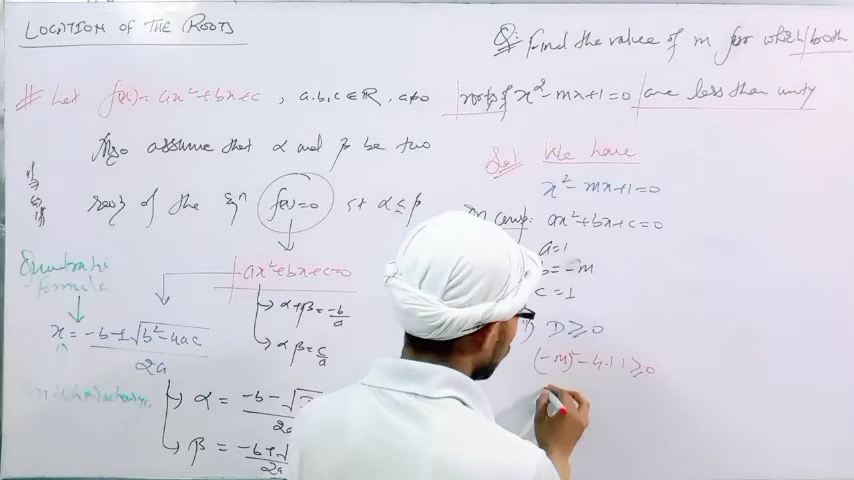 LOCATION OF THE ROOTS
# Let f(x) = ax²+bx+c , a,b,c ∈ ℝ, a≠0
Also assume that α and β be two
roots of the eqⁿ f(x)=0 st α ≤ β
Quadratic
Formula
ax²+bx+c=0
α+β = -b/a
αβ = c/a
x = -b±√b²-4ac
2a
α = -b-√
2a
β = -b+√
2a
Q: Find the value of m for which both
roots of x²-mx+1=0 are less than unity
Sol We have
x²-mx+1=0
comp: ax²+bx+c=0
a=1
b=-m
c=1
1) D≥0
(-m)²-4.1.1≥0